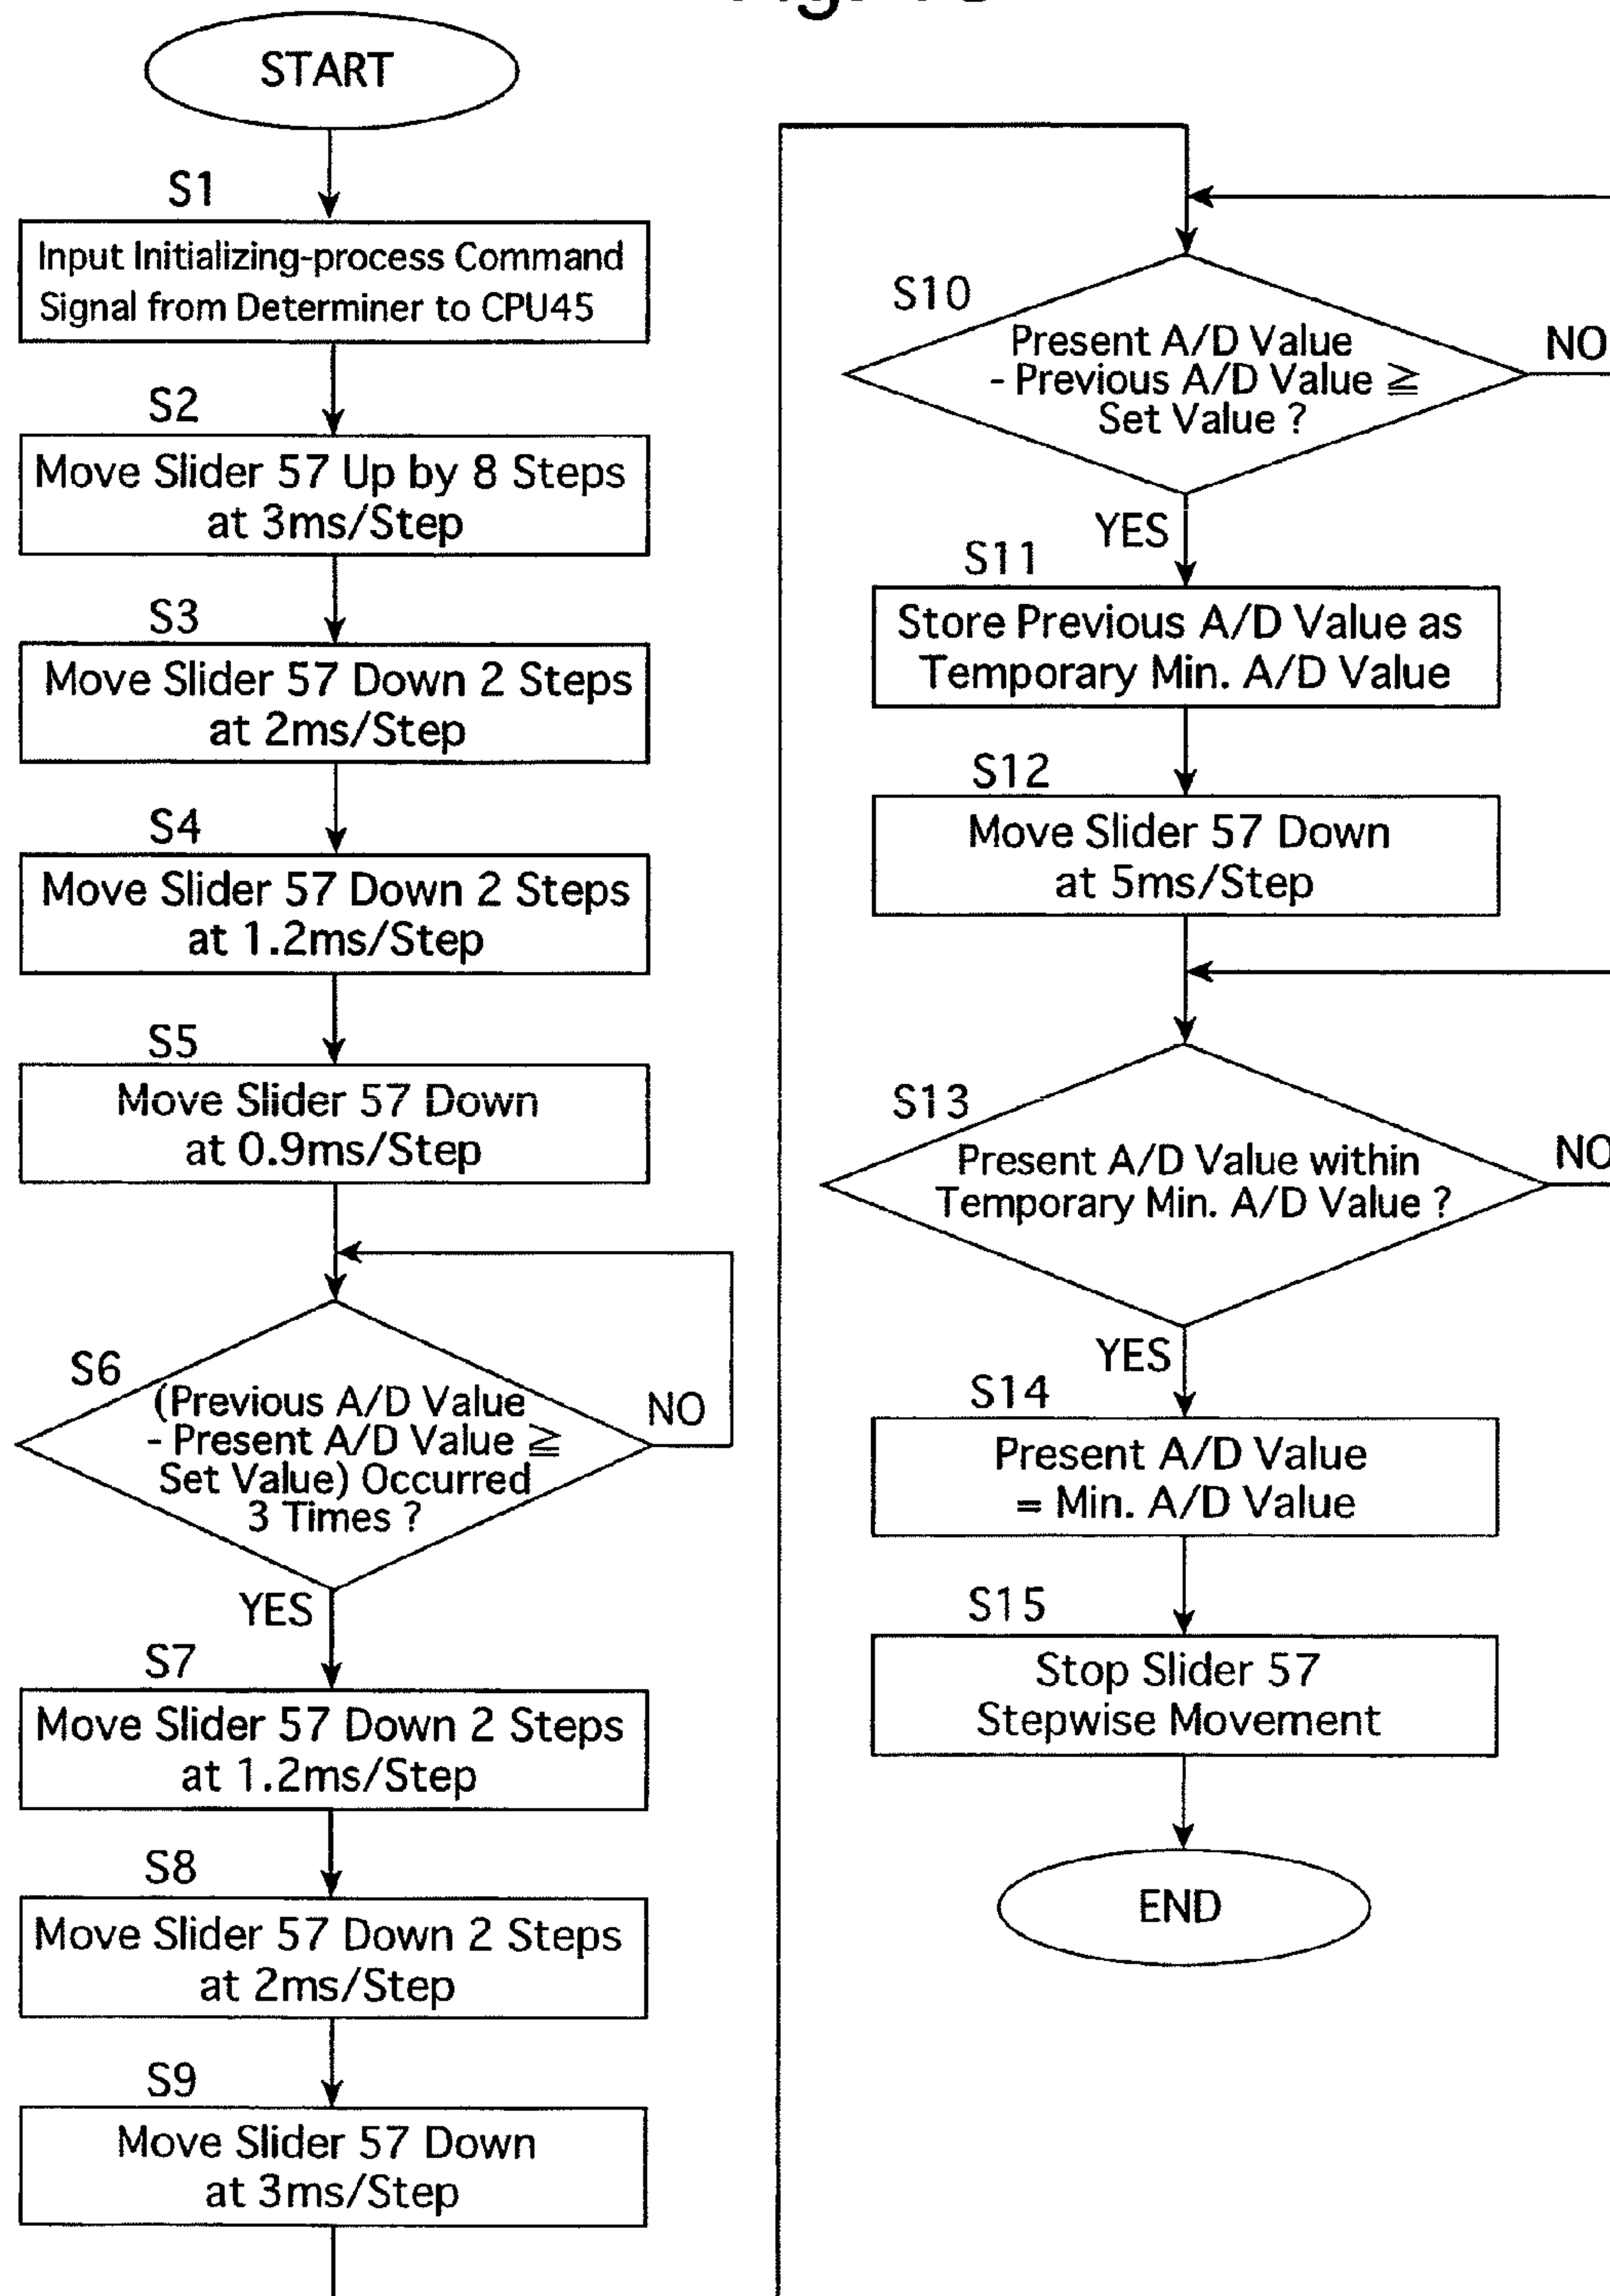 START
S1
Input Initializing-process Command
Signal from Determiner to CPU45
S2
Move Slider 57 Up by 8 Steps
at 3ms/Step
S3
Move Slider 57 Down 2 Steps
at 2ms/Step
S4
Move Slider 57 Down 2 Steps
at 1.2ms/Step
S5
Move Slider 57 Down
at 0.9ms/Step
S6
(Previous A/D Value
- Present A/D Value ≧
Set Value) Occurred
3 Times ?
NO
YES
S7
Move Slider 57 Down 2 Steps
at 1.2ms/Step
S8
Move Slider 57 Down 2 Steps
at 2ms/Step
S9
Move Slider 57 Down
at 3ms/Step
S10
Present A/D Value
- Previous A/D Value ≧
Set Value ?
NO
YES
S11
Store Previous A/D Value as
Temporary Min. A/D Value
S12
Move Slider 57 Down
at 5ms/Step
S13
Present A/D Value within
Temporary Min. A/D Value ?
NO
YES
S14
Present A/D Value
= Min. A/D Value
S15
Stop Slider 57
Stepwise Movement
END